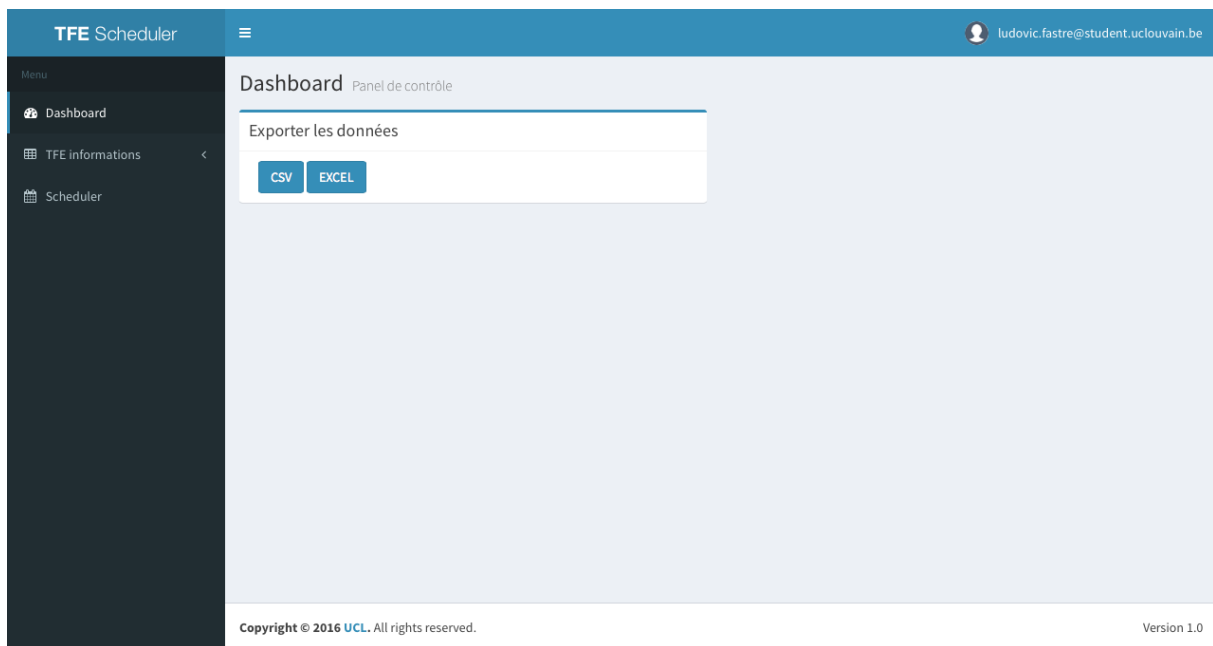 TFE Scheduler
ludovic.fastre@student.uclouvain.be
Menu
Dashboard
TFE informations
Scheduler
Dashboard Panel de contrôle
Exporter les données
CSV EXCEL
Copyright © 2016 UCL. All rights reserved.
Version 1.0